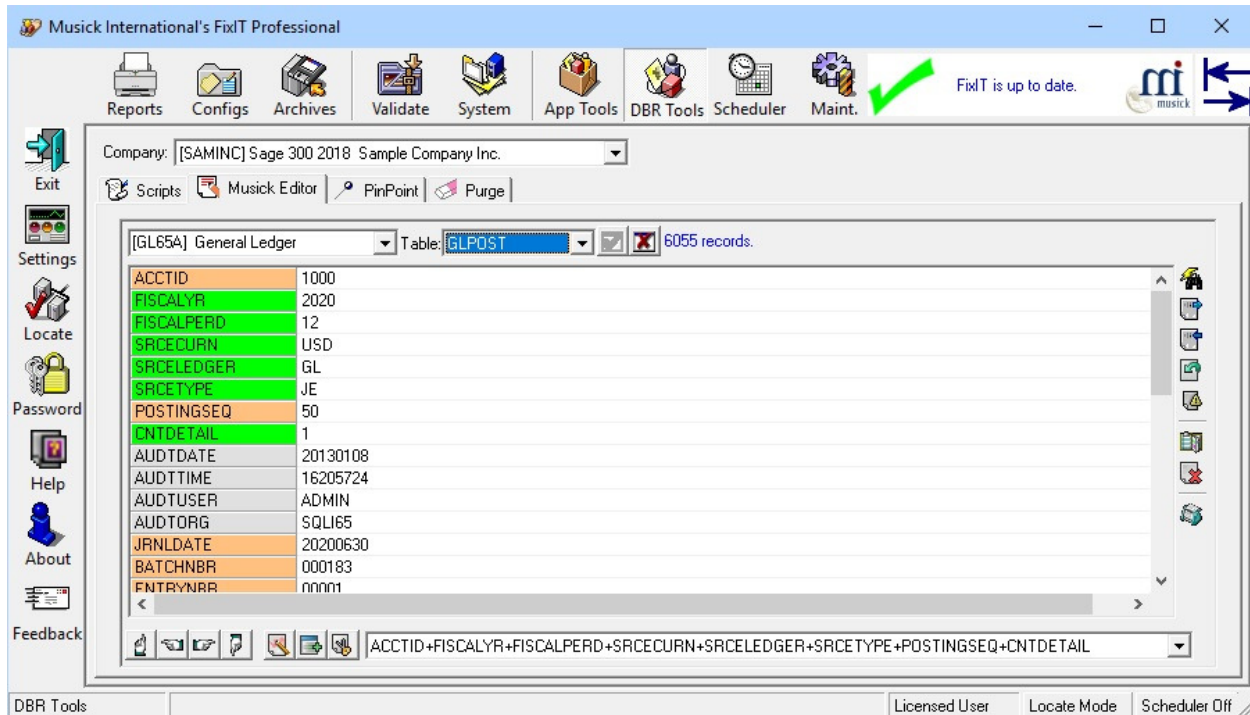 Musick International's FixIT Professional
Reports Configs Archives Validate System App Tools DBR Tools Scheduler Maint. FixIT is up to date. mi musick
Exit
Settings
Locate
Password
Help
About
Feedback
Company: [SAMINC] Sage 300 2018 Sample Company Inc.
Scripts Musick Editor PinPoint Purge
[GL65A] General Ledger Table: GLPOST 6055 records.
ACCTID 1000
FISCALYR 2020
FISCALPERD 12
SRCECURN USD
SRCELEDGER GL
SRCETYPE JE
POSTINGSEQ 50
CNTDETAIL 1
AUDTDATE 20130108
AUDTTIME 16205724
AUDTUSER ADMIN
AUDTORG SQLI65
JRNLDATE 20200630
BATCHNBR 000183
ENTRYNBR 00001
ACCTID+FISCALYR+FISCALPERD+SRCECURN+SRCELEDGER+SRCETYPE+POSTINGSEQ+CNTDETAIL
DBR Tools Licensed User Locate Mode Scheduler Off